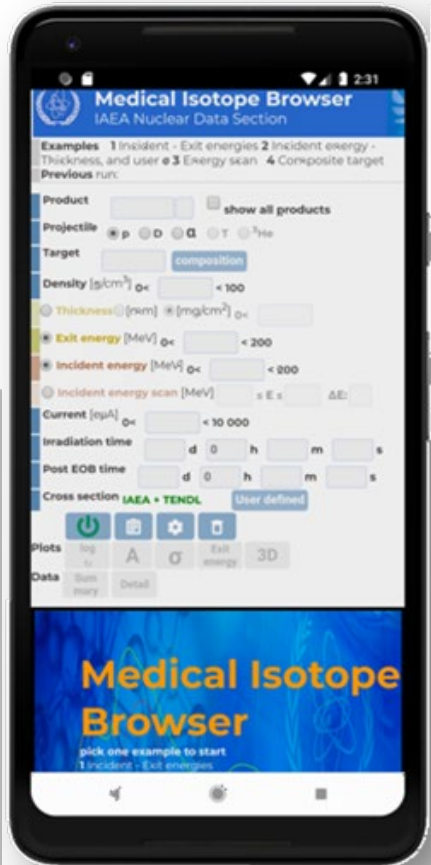 2:31
Medical Isotope Browser
IAEA Nuclear Data Section
Examples 1 Incident - Exit energies 2 Incident energy -
Thickness, and user σ 3 Energy scan 4 Composite target
Previous run:
Product show all products
Projectile p D α T ³He
Target composition
Density [g/cm³] 0< < 100
Thickness [mm] [mg/cm²] 0<
Exit energy [MeV] 0< < 200
Incident energy [MeV] 0< < 200
Incident energy scan [MeV] ≤ E ≤ ΔE:
Current [eμA] 0< < 10 000
Irradiation time d 0 h m s
Post EOB time d 0 h m s
Cross section IAEA + TENDL User defined
Plots log A σ Exit energy 3D
Data Sum mary Detail
Medical Isotope
Browser
pick one example to start
1 Incident - Exit energies